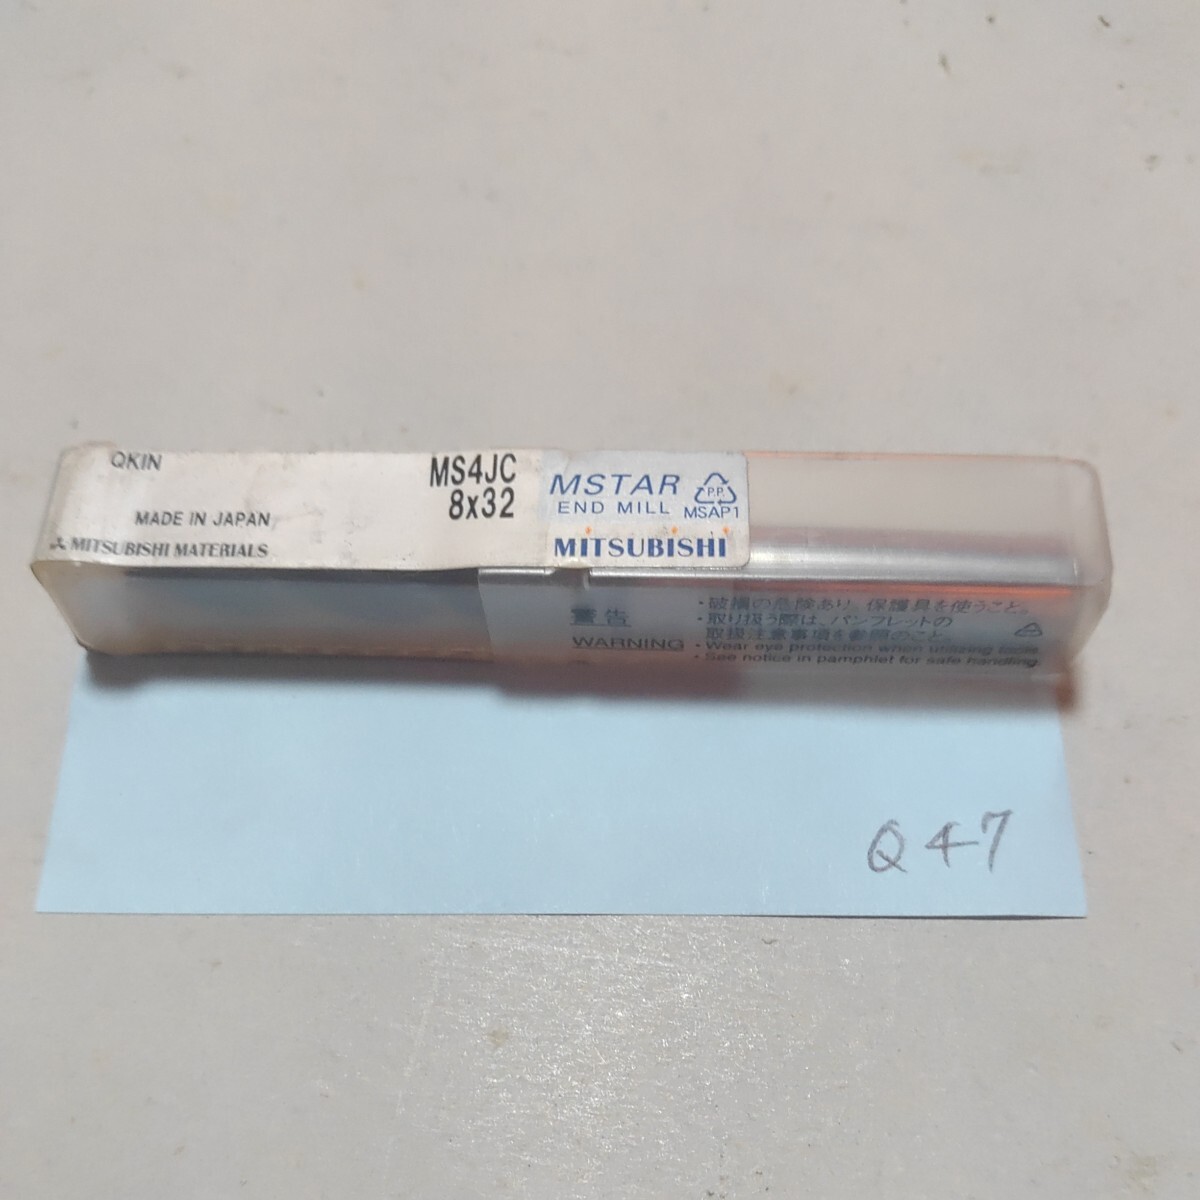 QKIN
MS4JC
8x32
MADE IN JAPAN
MITSUBISHI MATERIALS
MSTAR
END MILL
P.P.
MSAP1
MITSUBISHI
警告
WARNING
・破損の危険あり、保護具を使うこと。
・取り扱う際は、パンフレットの
取扱注意事項を参照のこと。
・Wear eye protection when utilizing tools.
・See notice in pamphlet for safe handling.
Q47